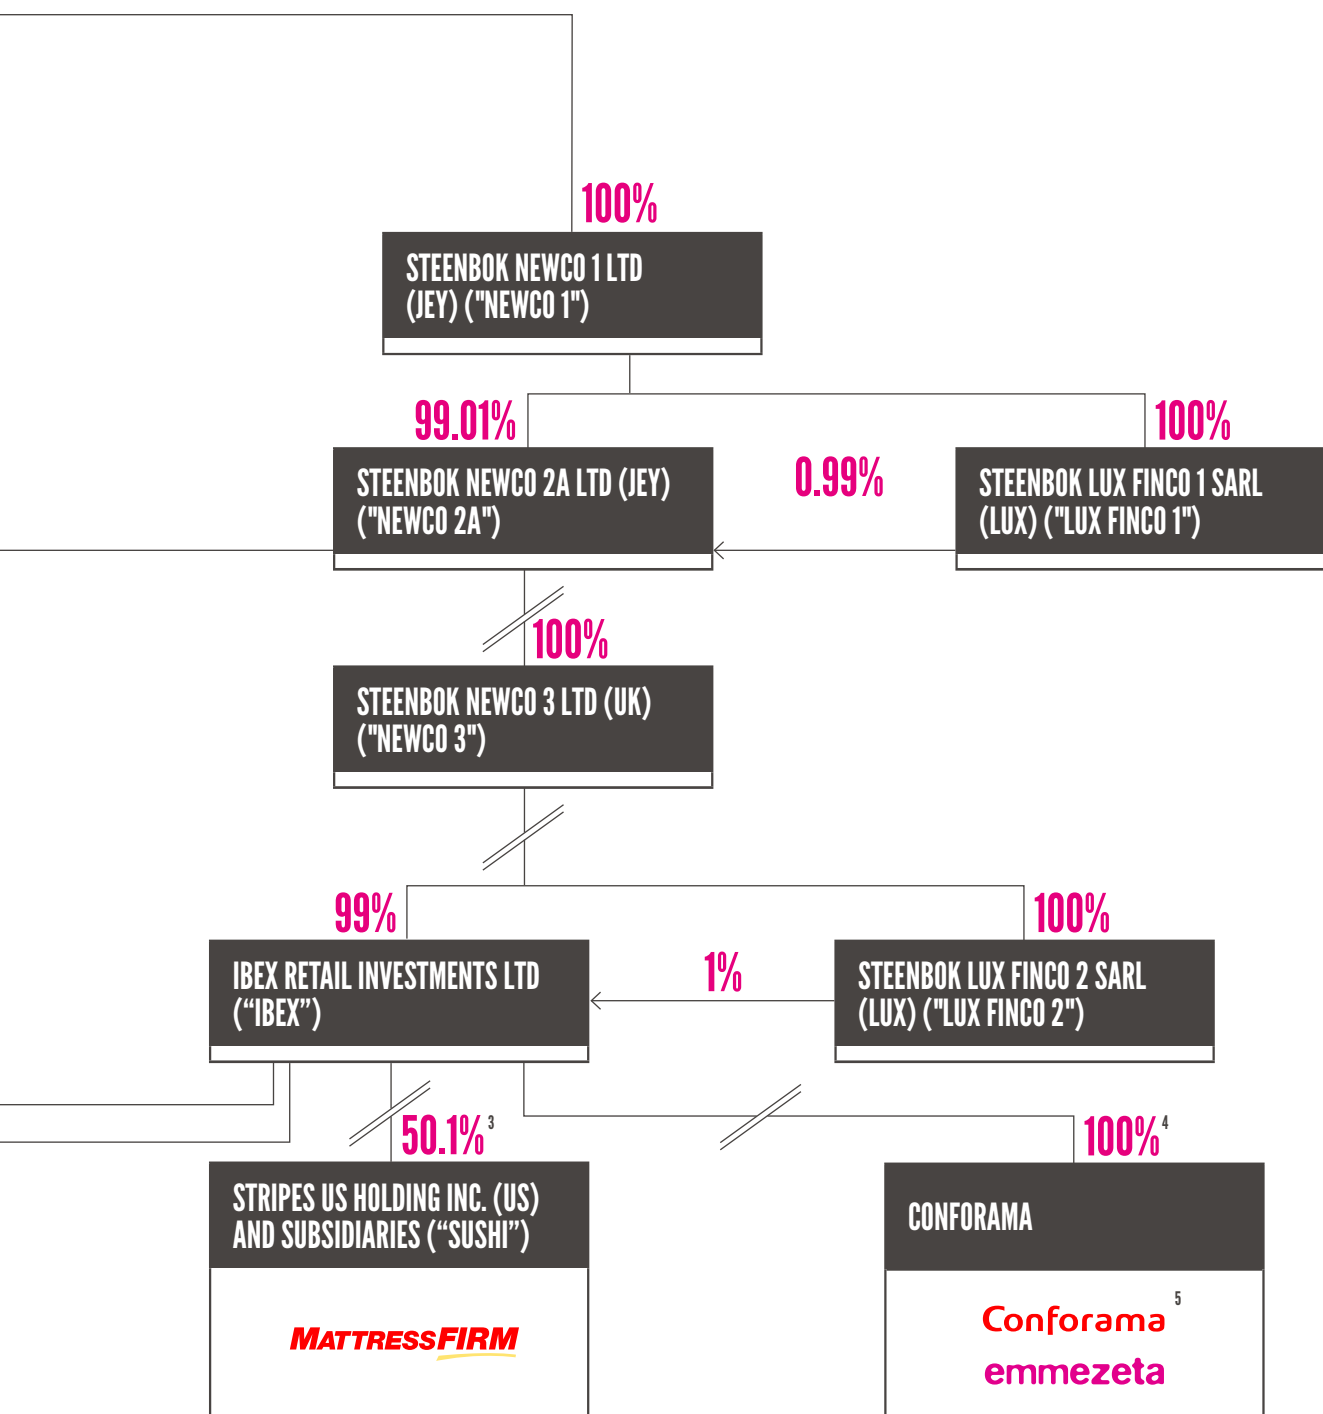 100%
STEENBOK NEWCO 1 LTD
(JEY) ("NEWCO 1")
99.01%
100%
STEENBOK NEWCO 2A LTD (JEY)
("NEWCO 2A")
0.99%
STEENBOK LUX FINCO 1 SARL
(LUX) ("LUX FINCO 1")
100%
STEENBOK NEWCO 3 LTD (UK)
("NEWCO 3")
99%
100%
IBEX RETAIL INVESTMENTS LTD
(“IBEX”)
1%
STEENBOK LUX FINCO 2 SARL
(LUX) ("LUX FINCO 2")
50.1% 3
100% 4
STRIPES US HOLDING INC. (US)
AND SUBSIDIARIES (“SUSHI”)
CONFORAMA
MATTRESSFIRM
Conforama 5
emmezeta